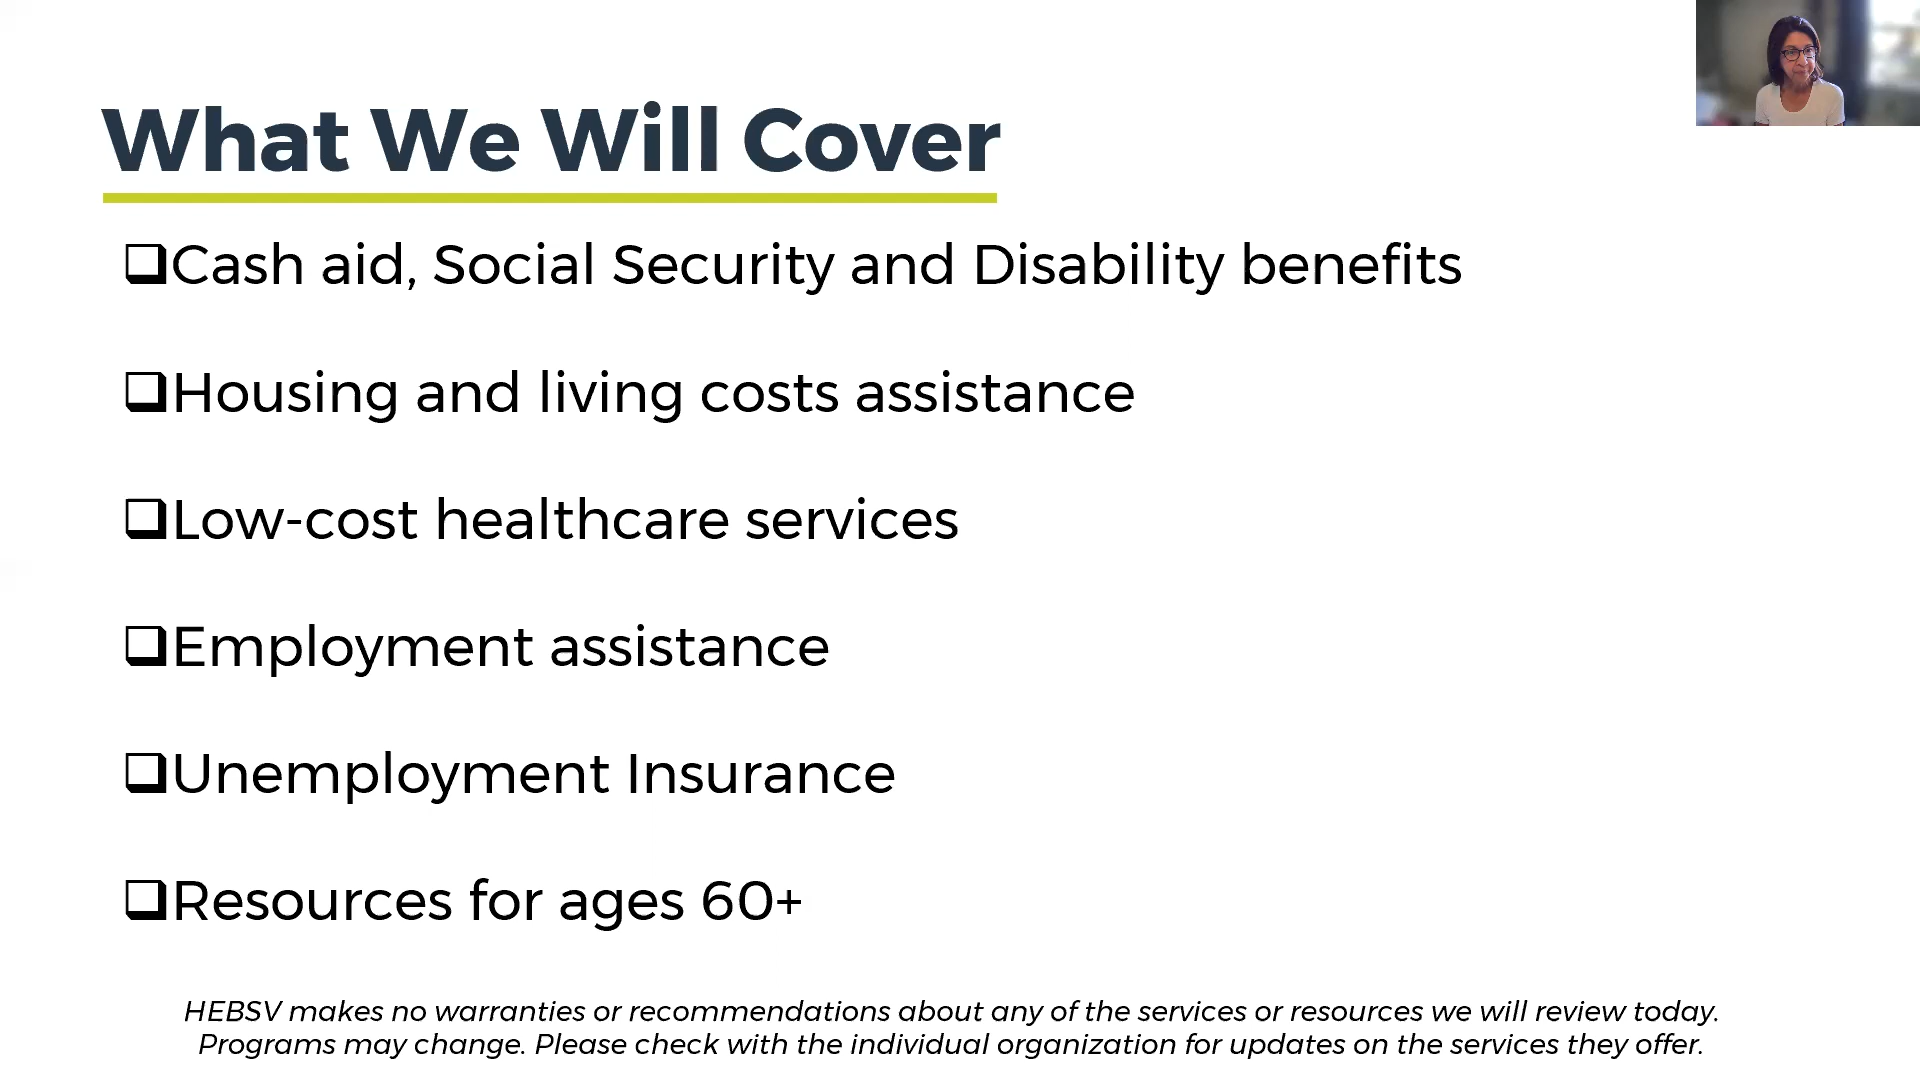 What We Will Cover
❑Cash aid, Social Security and Disability benefits
❑Housing and living costs assistance
❑Low-cost healthcare services
❑Employment assistance
❑Unemployment Insurance
❑Resources for ages 60+
HEBSV makes no warranties or recommendations about any of the services or resources we will review today.
Programs may change. Please check with the individual organization for updates on the services they offer.